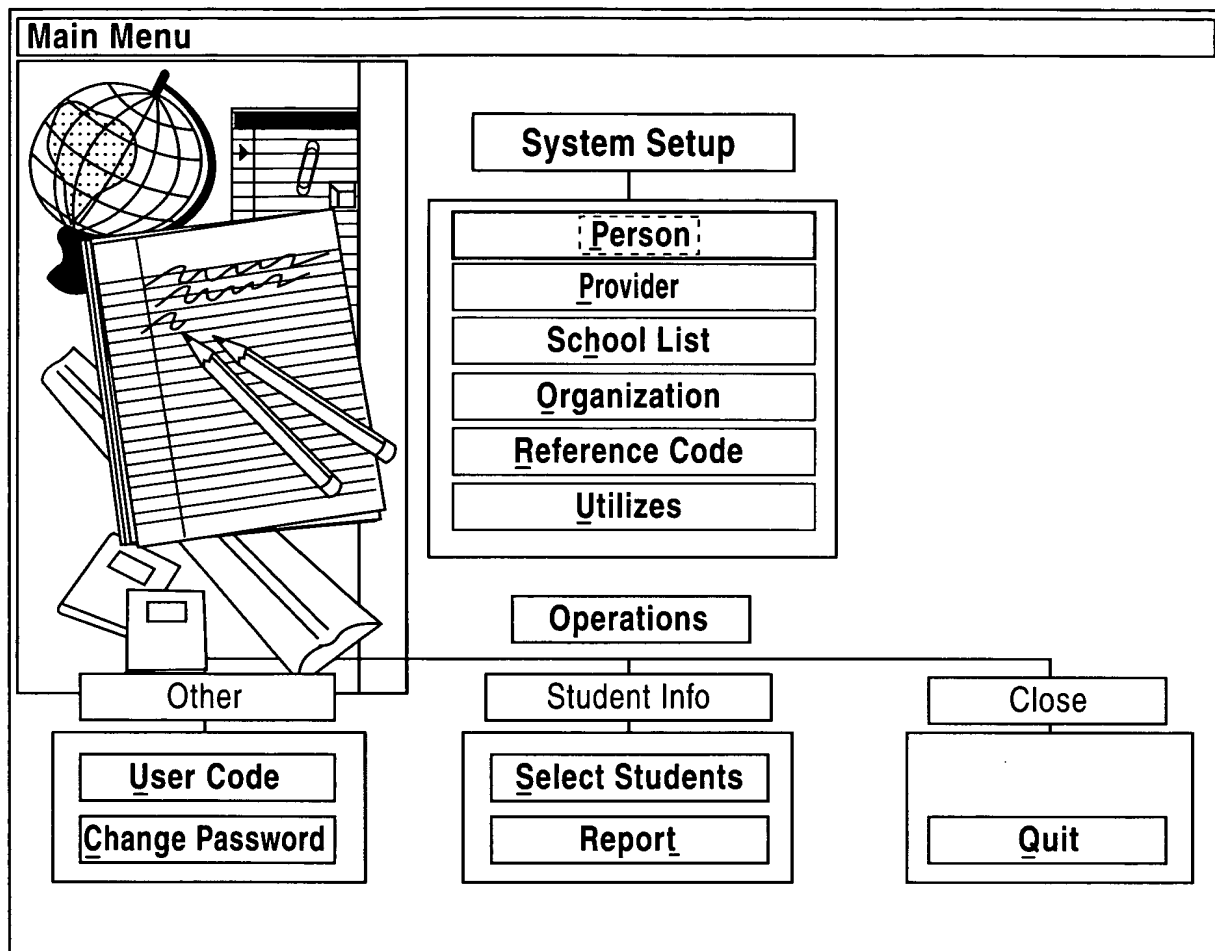 Main Menu
System Setup
Person
Provider
School List
Organization
Reference Code
Utilizes
Operations
Other
Student Info
Close
User Code
Select Students
Change Password
Report
Quit